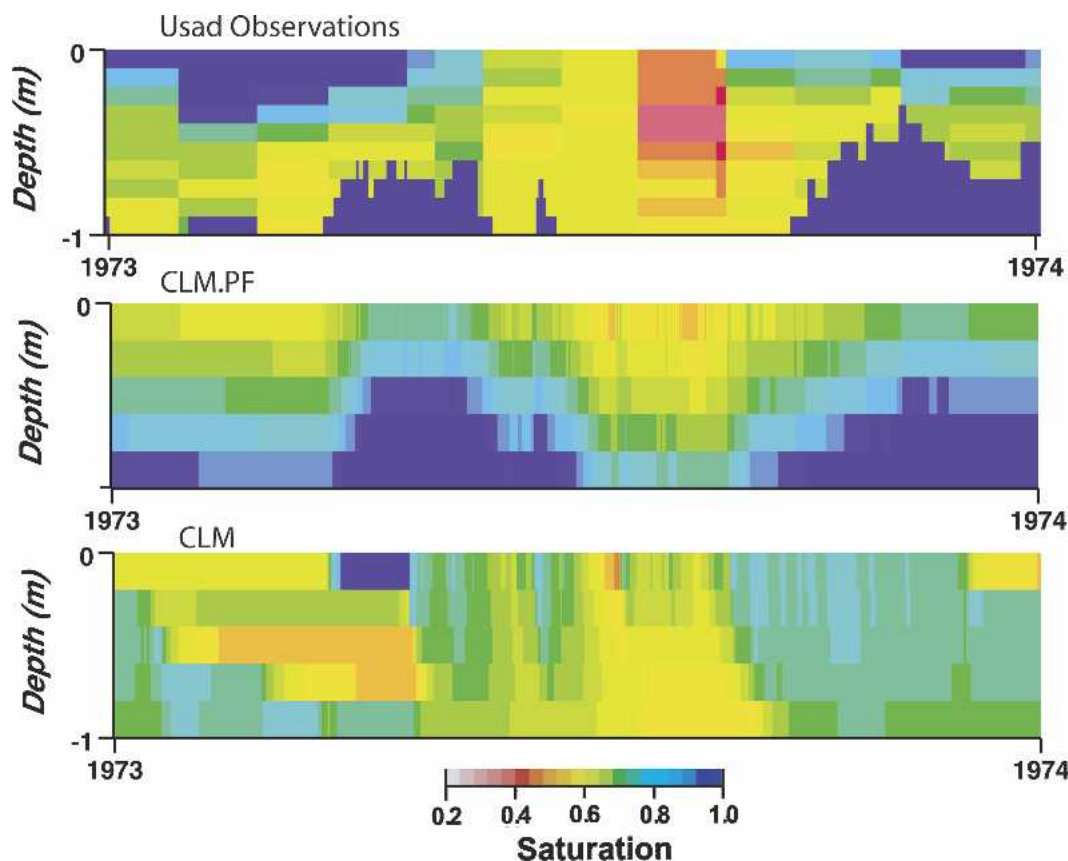 Usad Observations
0
Depth (m)
-1
1973 1974
CLM.PF
0
Depth (m)
1973 1974
CLM
0
Depth (m)
-1
1973 1974
0.2 0.4 0.6 0.8 1.0
Saturation